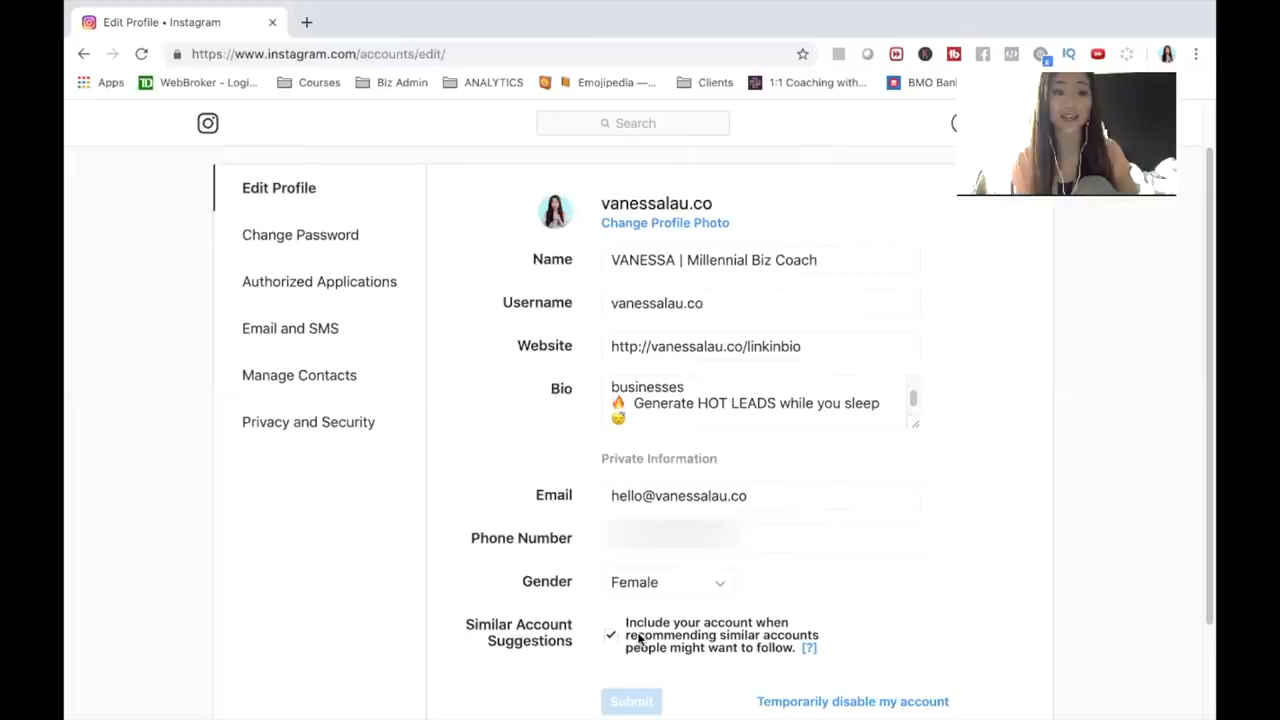 Edit Profile • Instagram
https://www.instagram.com/accounts/edit/
Apps
WebBroker - Logi...
Courses
Biz Admin
ANALYTICS
Emojipedia —...
Clients
1:1 Coaching with...
BMO Bank
Search
Edit Profile
Change Password
Authorized Applications
Email and SMS
Manage Contacts
Privacy and Security
vanessalau.co
Change Profile Photo
Name VANESSA | Millennial Biz Coach
Username vanessalau.co
Website http://vanessalau.co/linkinbio
Bio businesses
🔥 Generate HOT LEADS while you sleep
😴
Private Information
Email hello@vanessalau.co
Phone Number
Gender Female
Similar Account
Suggestions
Include your account when
recommending similar accounts
people might want to follow. [?]
Submit
Temporarily disable my account